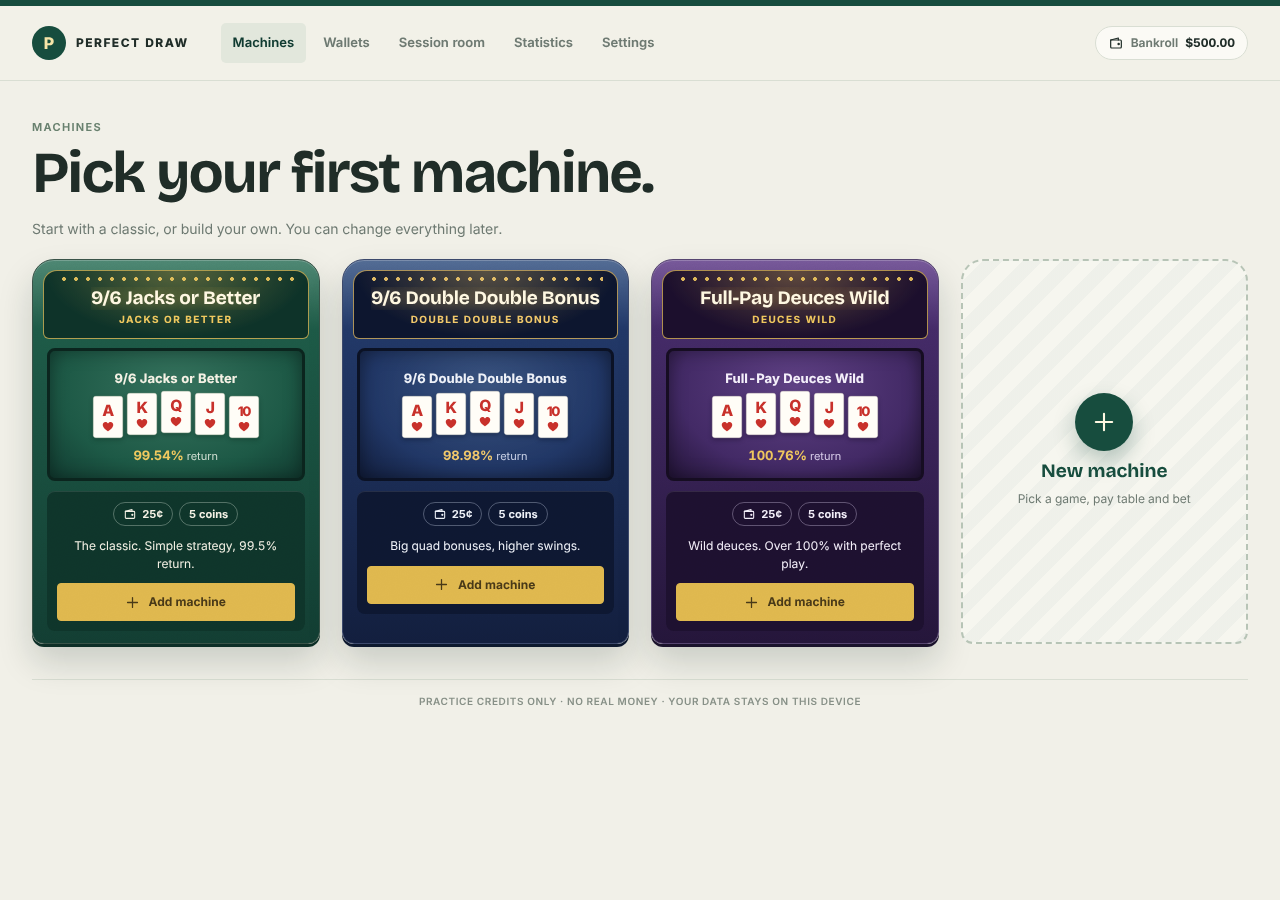 P PERFECT DRAW Machines Wallets Session room Statistics Settings Bankroll $500.00
MACHINES
Pick your first machine.
Start with a classic, or build your own. You can change everything later.
9/6 Jacks or Better
JACKS OR BETTER
9/6 Jacks or Better
A K Q J 10
99.54% return
25¢ 5 coins
The classic. Simple strategy, 99.5%
return.
Add machine
9/6 Double Double Bonus
DOUBLE DOUBLE BONUS
9/6 Double Double Bonus
A K Q J 10
98.98% return
25¢ 5 coins
Big quad bonuses, higher swings.
Add machine
Full-Pay Deuces Wild
DEUCES WILD
Full-Pay Deuces Wild
A K Q J 10
100.76% return
25¢ 5 coins
Wild deuces. Over 100% with perfect
play.
Add machine
New machine
Pick a game, pay table and bet
PRACTICE CREDITS ONLY · NO REAL MONEY · YOUR DATA STAYS ON THIS DEVICE